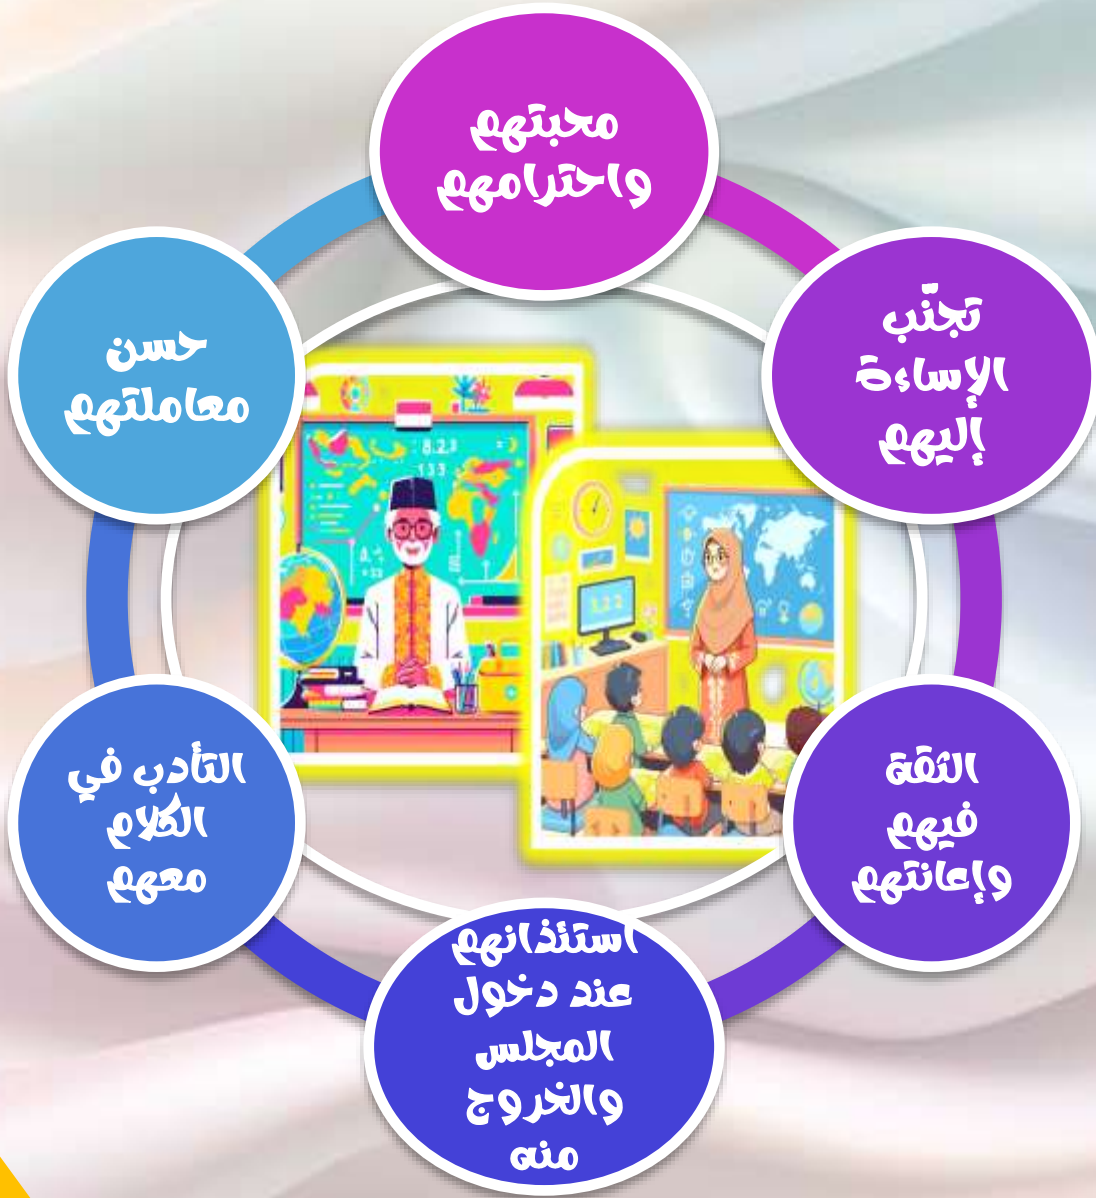 محبتهم
واحترامهم
تجنّب
الإساءة
إليهم
الثقة
فيهم
وإعانتهم
استئذانهم
عند دخول
المجلس
والخروج
منه
التأدب في
الكلام
معهم
حسن
معاملتهم